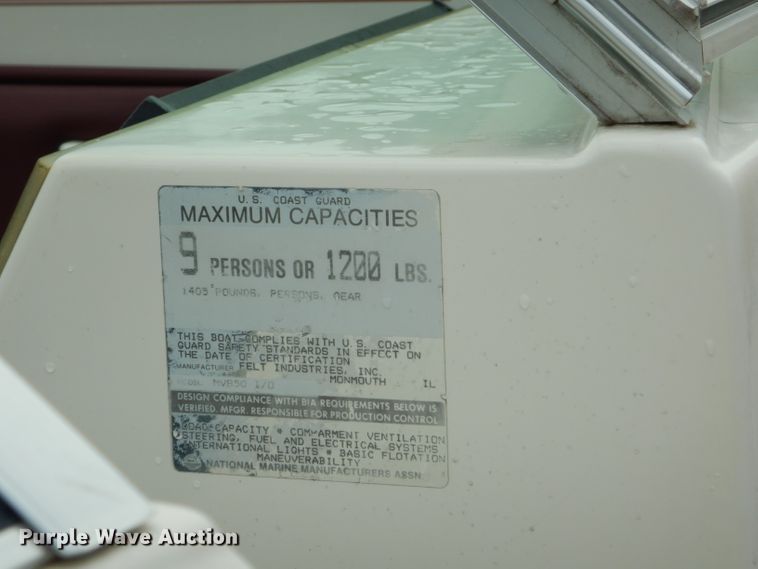 U.S. COAST GUARD
MAXIMUM CAPACITIES
9 PERSONS OR 1200 LBS.
1405 POUNDS, PERSONS, GEAR
THIS BOAT COMPLIES WITH U.S. COAST
GUARD SAFETY STANDARDS IN EFFECT ON
THE DATE OF CERTIFICATION
MANUFACTURER FELT INDUSTRIES, INC.
MONMOUTH IL
MODEL MV850 I/O
DESIGN COMPLIANCE WITH BIA REQUIREMENTS BELOW IS
VERIFIED. MFGR. RESPONSIBLE FOR PRODUCTION CONTROL
LOAD CAPACITY • COMPARMENT VENTILATION
STEERING, FUEL AND ELECTRICAL SYSTEMS
INTERNATIONAL LIGHTS • BASIC FLOTATION
MANEUVERABILITY
NATIONAL MARINE MANUFACTURERS ASSN
Purple Wave Auction